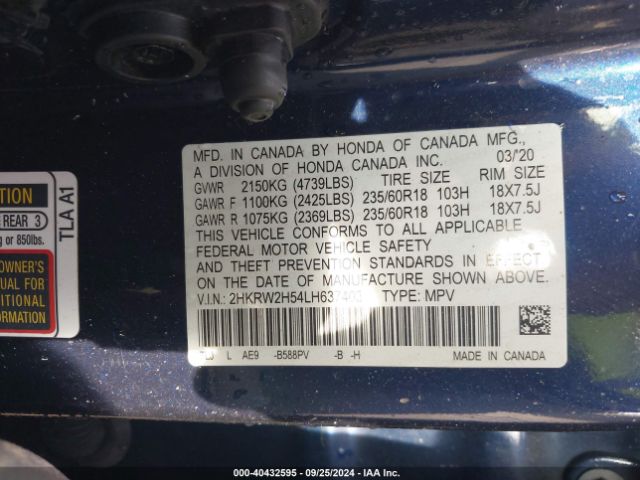 MFD. IN CANADA BY HONDA OF CANADA MFG.,
A DIVISION OF HONDA CANADA INC. 03/20
GVWR 2150KG (4739LBS) TIRE SIZE RIM SIZE
GAWR F 1100KG (2425LBS) 235/60R18 103H 18X7.5J
GAWR R 1075KG (2369LBS) 235/60R18 103H 18X7.5J
THIS VEHICLE CONFORMS TO ALL APPLICABLE
FEDERAL MOTOR VEHICLE SAFETY
AND THEFT PREVENTION STANDARDS IN EFFECT
ON THE DATE OF MANUFACTURE SHOWN ABOVE.
V.I.N.: TYPE: MPV
L AE9 -B588PV -B -H MADE IN CANADA
TLA A1
REAR 3
or 850lbs.
OWNER'S
UAL FOR
DITIONAL
ORMATION
000-40432595 - 09/25/2024 - IAA Inc.